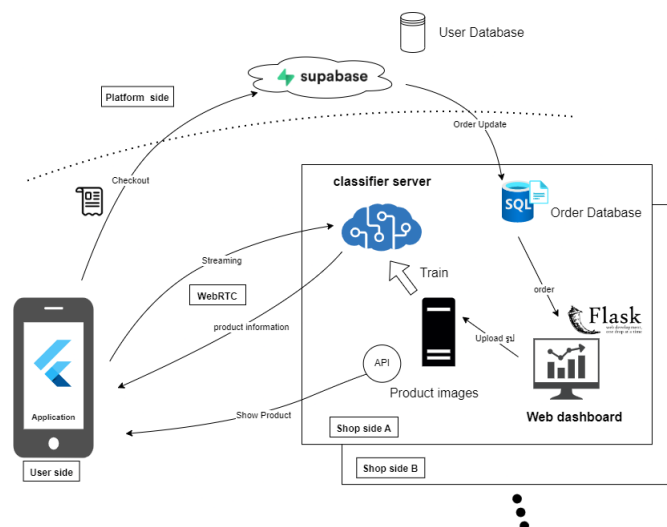 User Database
supabase
Platform side
Order Update
Checkout
classifier server
SQL
Order Database
Streaming
Train
WebRTC
order
product information
Flask
Upload รูป
API
Product images
Application
Show Product
Web dashboard
Shop side A
User side
Shop side B